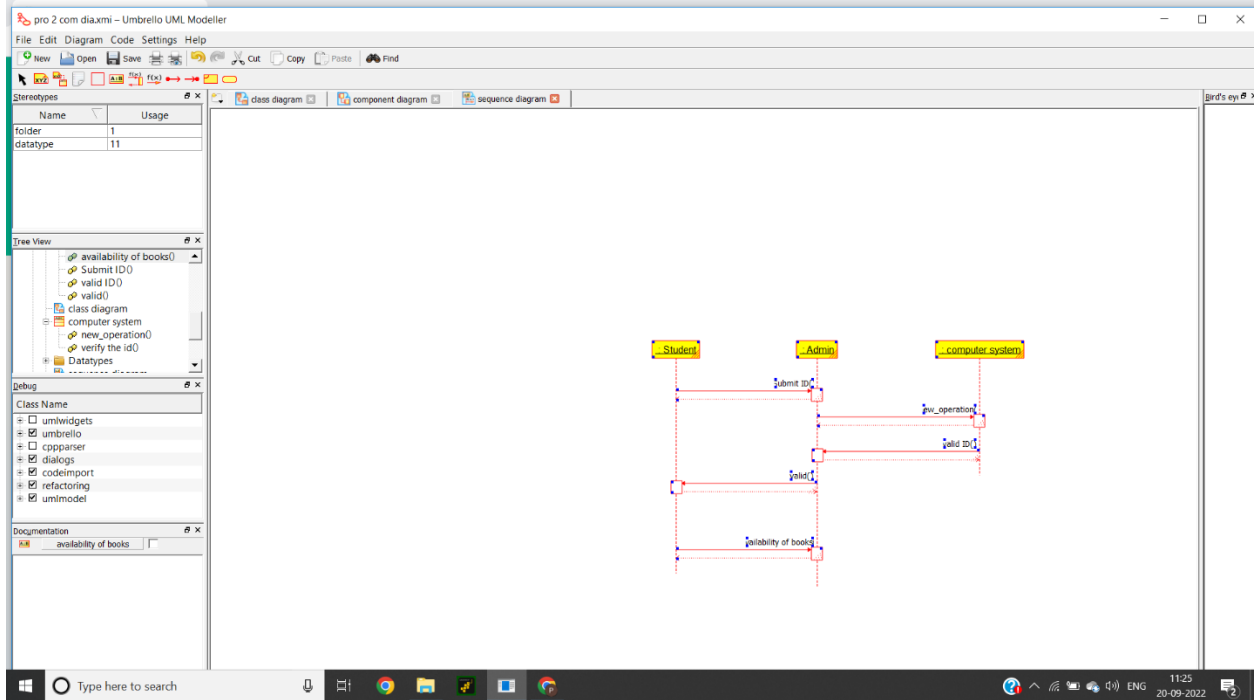 pro 2 com dia.xmi – Umbrello UML Modeller
File Edit Diagram Code Settings Help
New Open Save Cut Copy Paste Find
Stereotypes
Name Usage
folder 1
datatype 11
class diagram component diagram sequence diagram
Bird's eye
Tree View
availability of books()
Submit ID()
valid ID()
valid()
class diagram
computer system
new_operation()
verify the id()
Datatypes
Debug
Class Name
umlwidgets
umbrello
cppparser
dialogs
codeimport
refactoring
umlmodel
Documentation
availability of books
: Student : Admin : computer system
ubmit ID(
ew_operation
valid ID(
valid(
ailability of books
Type here to search
ENG
11:25
20-09-2022